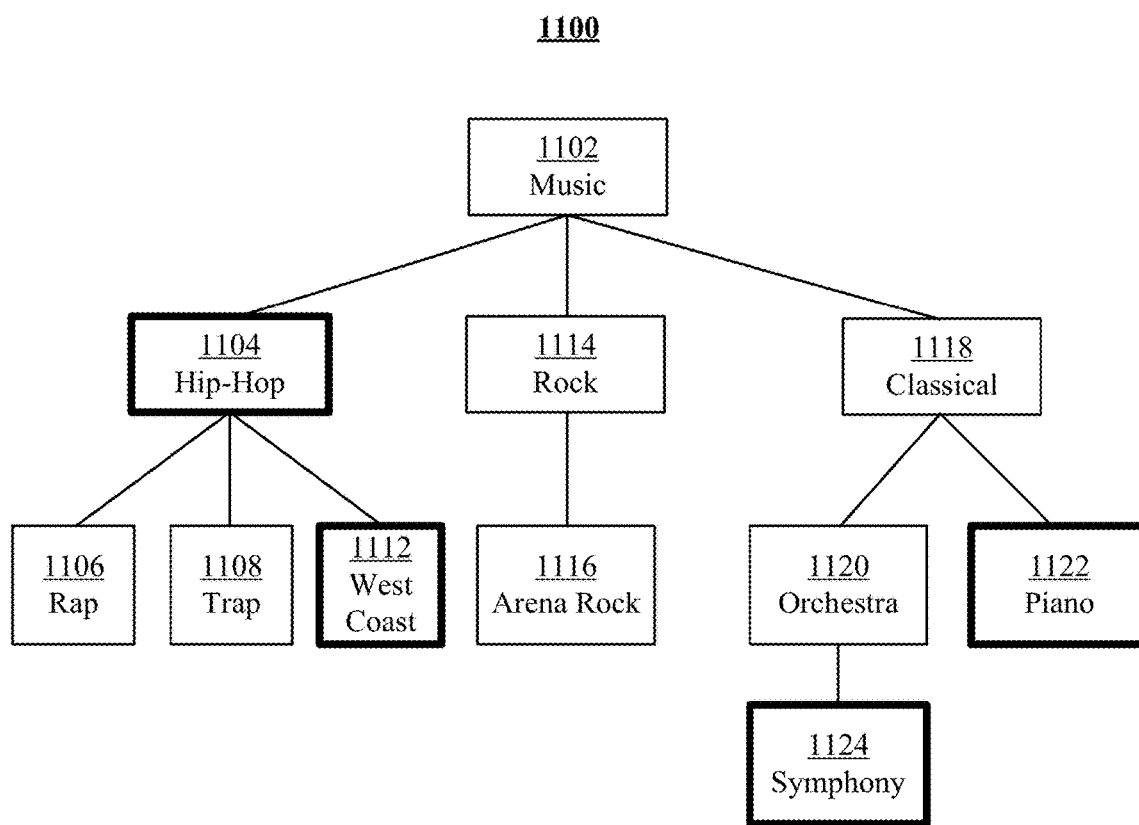 1100
1102
Music
1104
Hip-Hop
1114
Rock
1118
Classical
1106
Rap
1108
Trap
1112
West
Coast
1116
Arena Rock
1120
Orchestra
1122
Piano
1124
Symphony